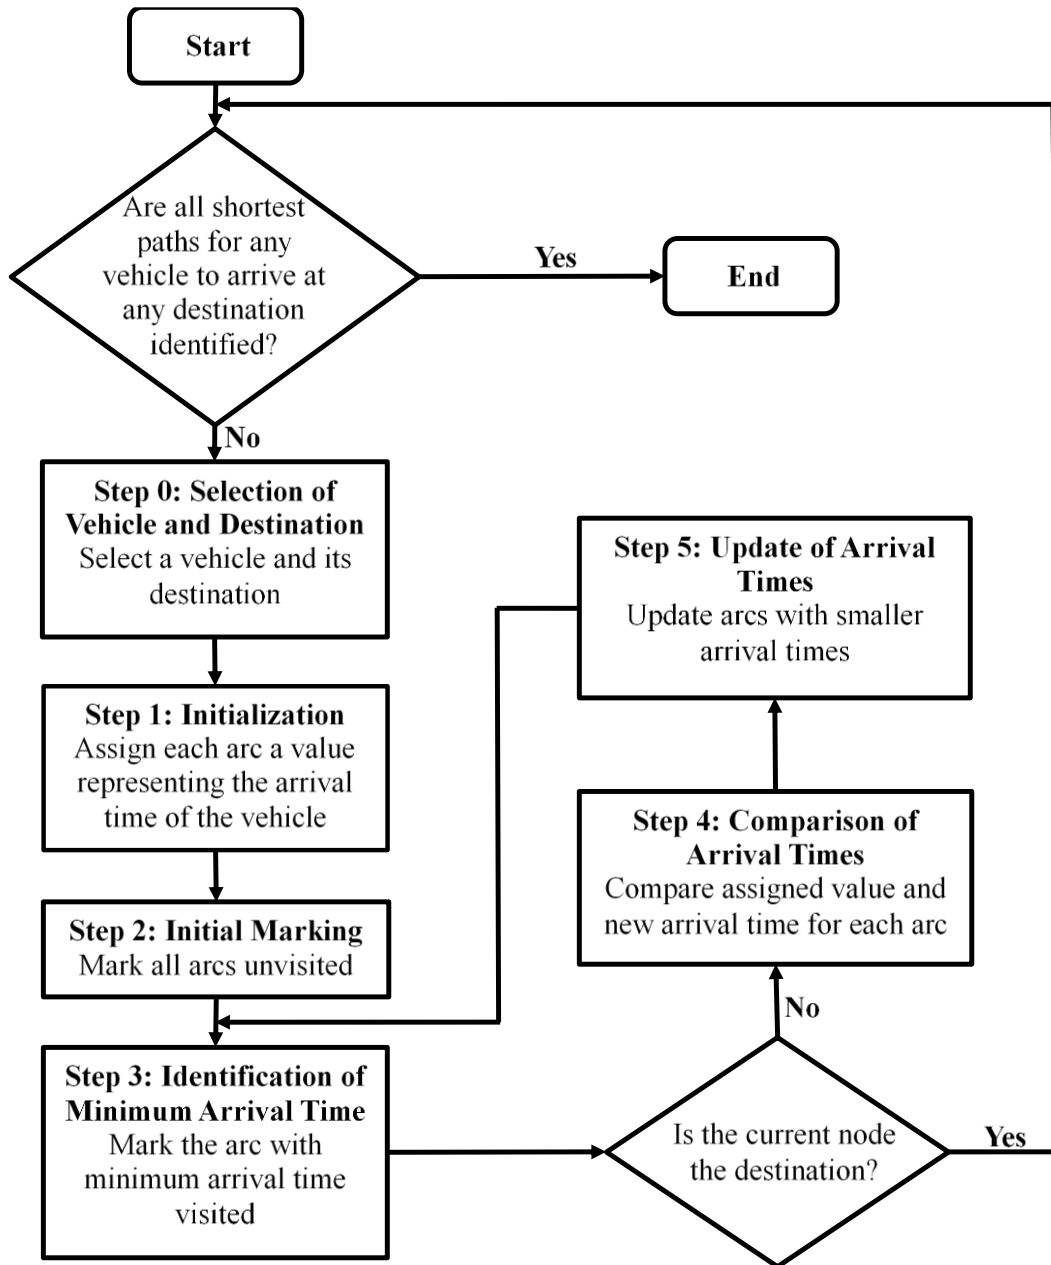 Start
Are all shortest
paths for any
vehicle to arrive at
any destination
identified?
Yes
End
No
Step 0: Selection of
Vehicle and Destination
Select a vehicle and its
destination
Step 1: Initialization
Assign each arc a value
representing the arrival
time of the vehicle
Step 2: Initial Marking
Mark all arcs unvisited
Step 3: Identification of
Minimum Arrival Time
Mark the arc with
minimum arrival time
visited
Is the current node
the destination?
Yes
No
Step 4: Comparison of
Arrival Times
Compare assigned value and
new arrival time for each arc
Step 5: Update of Arrival
Times
Update arcs with smaller
arrival times